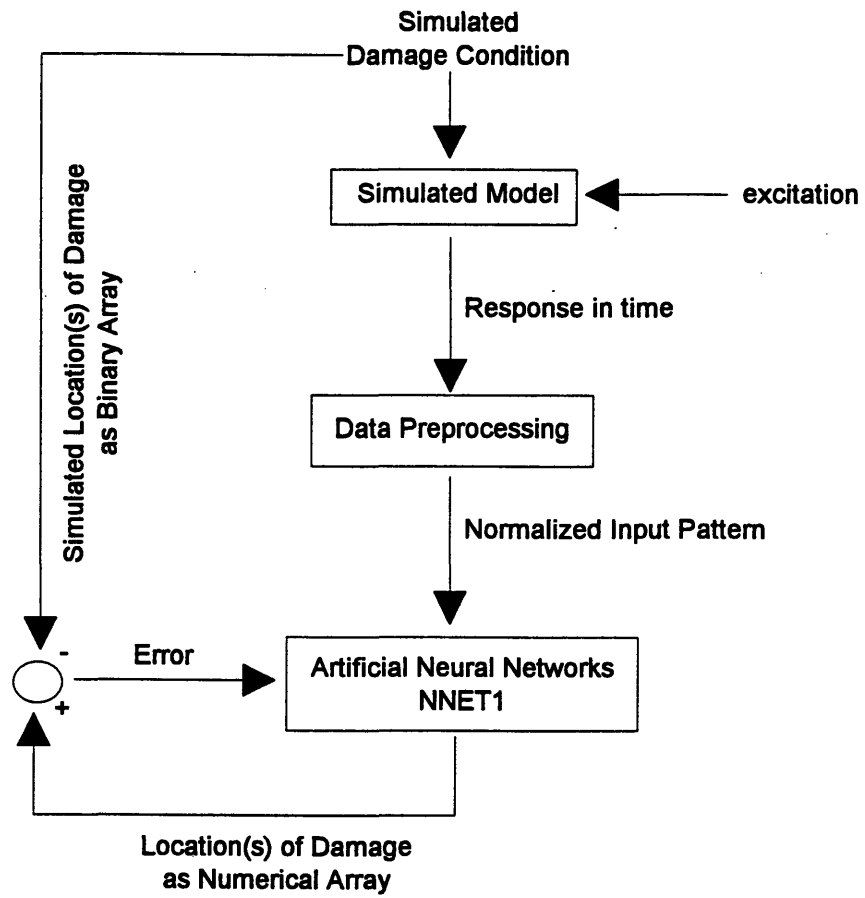 Simulated
Damage Condition
Simulated Model
excitation
Simulated Location(s) of Damage
as Binary Array
Response in time
Data Preprocessing
Normalized Input Pattern
-
Error
+
Artificial Neural Networks
NNET1
Location(s) of Damage
as Numerical Array